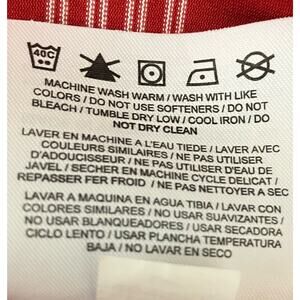 40C
MACHINE WASH WARM / WASH WITH LIKE
COLORS / DO NOT USE SOFTENERS / DO NOT
BLEACH / TUMBLE DRY LOW / COOL IRON / DO
NOT DRY CLEAN
LAVER EN MACHINE A L'EAU TIEDE / LAVER AVEC
COULEURS SIMILAIRES / NE PAS UTILISER
D'ADOUCISSEUR / NE PAS UTILISER D'EAU DE
JAVEL / SECHER EN MACHINE CYCLE DELICAT /
REPASSER FER FROID / NE PAS NETTOYER A SEC
LAVAR A MAQUINA EN AGUA TIBIA / LAVAR CON
COLORES SIMILARES / NO USAR SUAVIZANTES /
NO USAR BLANQUEADORES / USAR SECADORA
CICLO LENTO / USAR PLANCHA TEMPERATURA
BAJA / NO LAVAR EN SECO